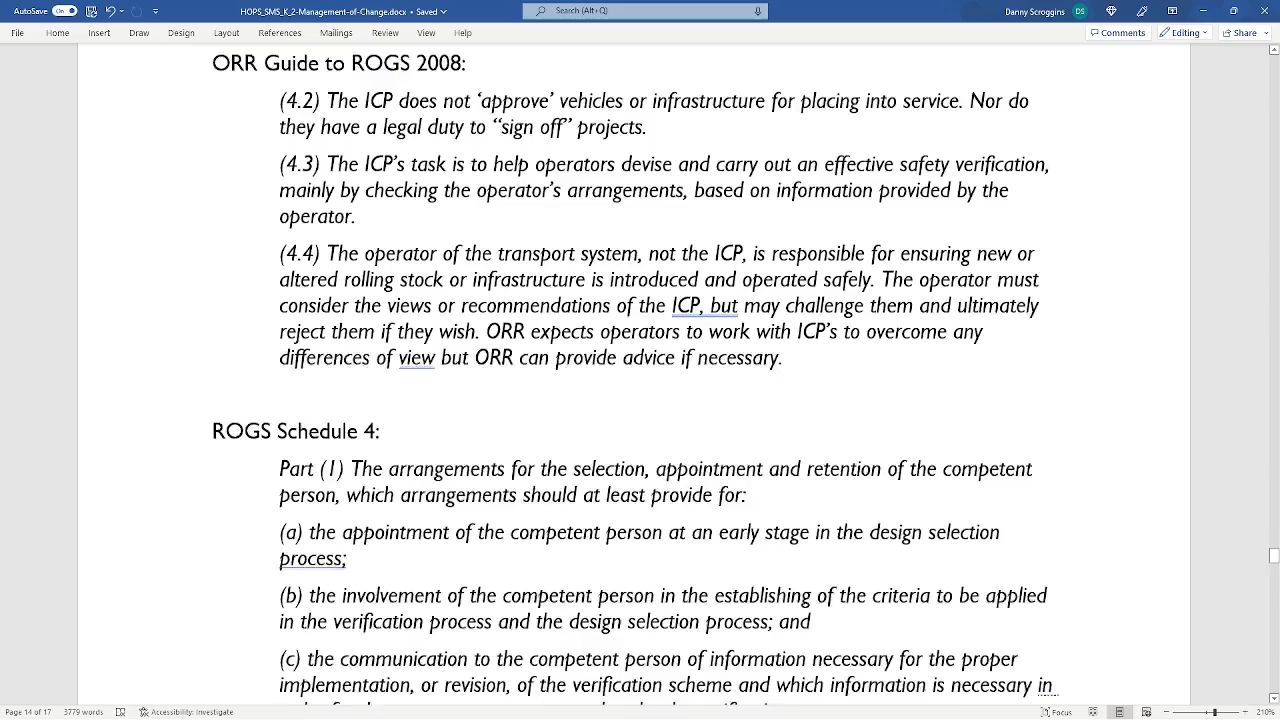 AutoSave On HOPS_SMS_K_2-Management-of-Change.docx • Saved Search (Alt+Q) Danny Scroggins DS
File Home Insert Draw Design Layout References Mailings Review View Help Comments Editing Share
ORR Guide to ROGS 2008:
(4.2) The ICP does not ‘approve’ vehicles or infrastructure for placing into service. Nor do
they have a legal duty to “sign off” projects.
(4.3) The ICP’s task is to help operators devise and carry out an effective safety verification,
mainly by checking the operator’s arrangements, based on information provided by the
operator.
(4.4) The operator of the transport system, not the ICP, is responsible for ensuring new or
altered rolling stock or infrastructure is introduced and operated safely. The operator must
consider the views or recommendations of the ICP, but may challenge them and ultimately
reject them if they wish. ORR expects operators to work with ICP’s to overcome any
differences of view but ORR can provide advice if necessary.
ROGS Schedule 4:
Part (1) The arrangements for the selection, appointment and retention of the competent
person, which arrangements should at least provide for:
(a) the appointment of the competent person at an early stage in the design selection
process;
(b) the involvement of the competent person in the establishing of the criteria to be applied
in the verification process and the design selection process; and
(c) the communication to the competent person of information necessary for the proper
implementation, or revision, of the verification scheme and which information is necessary in
Page 14 of 17 3779 words Accessibility: Investigate Focus 210%